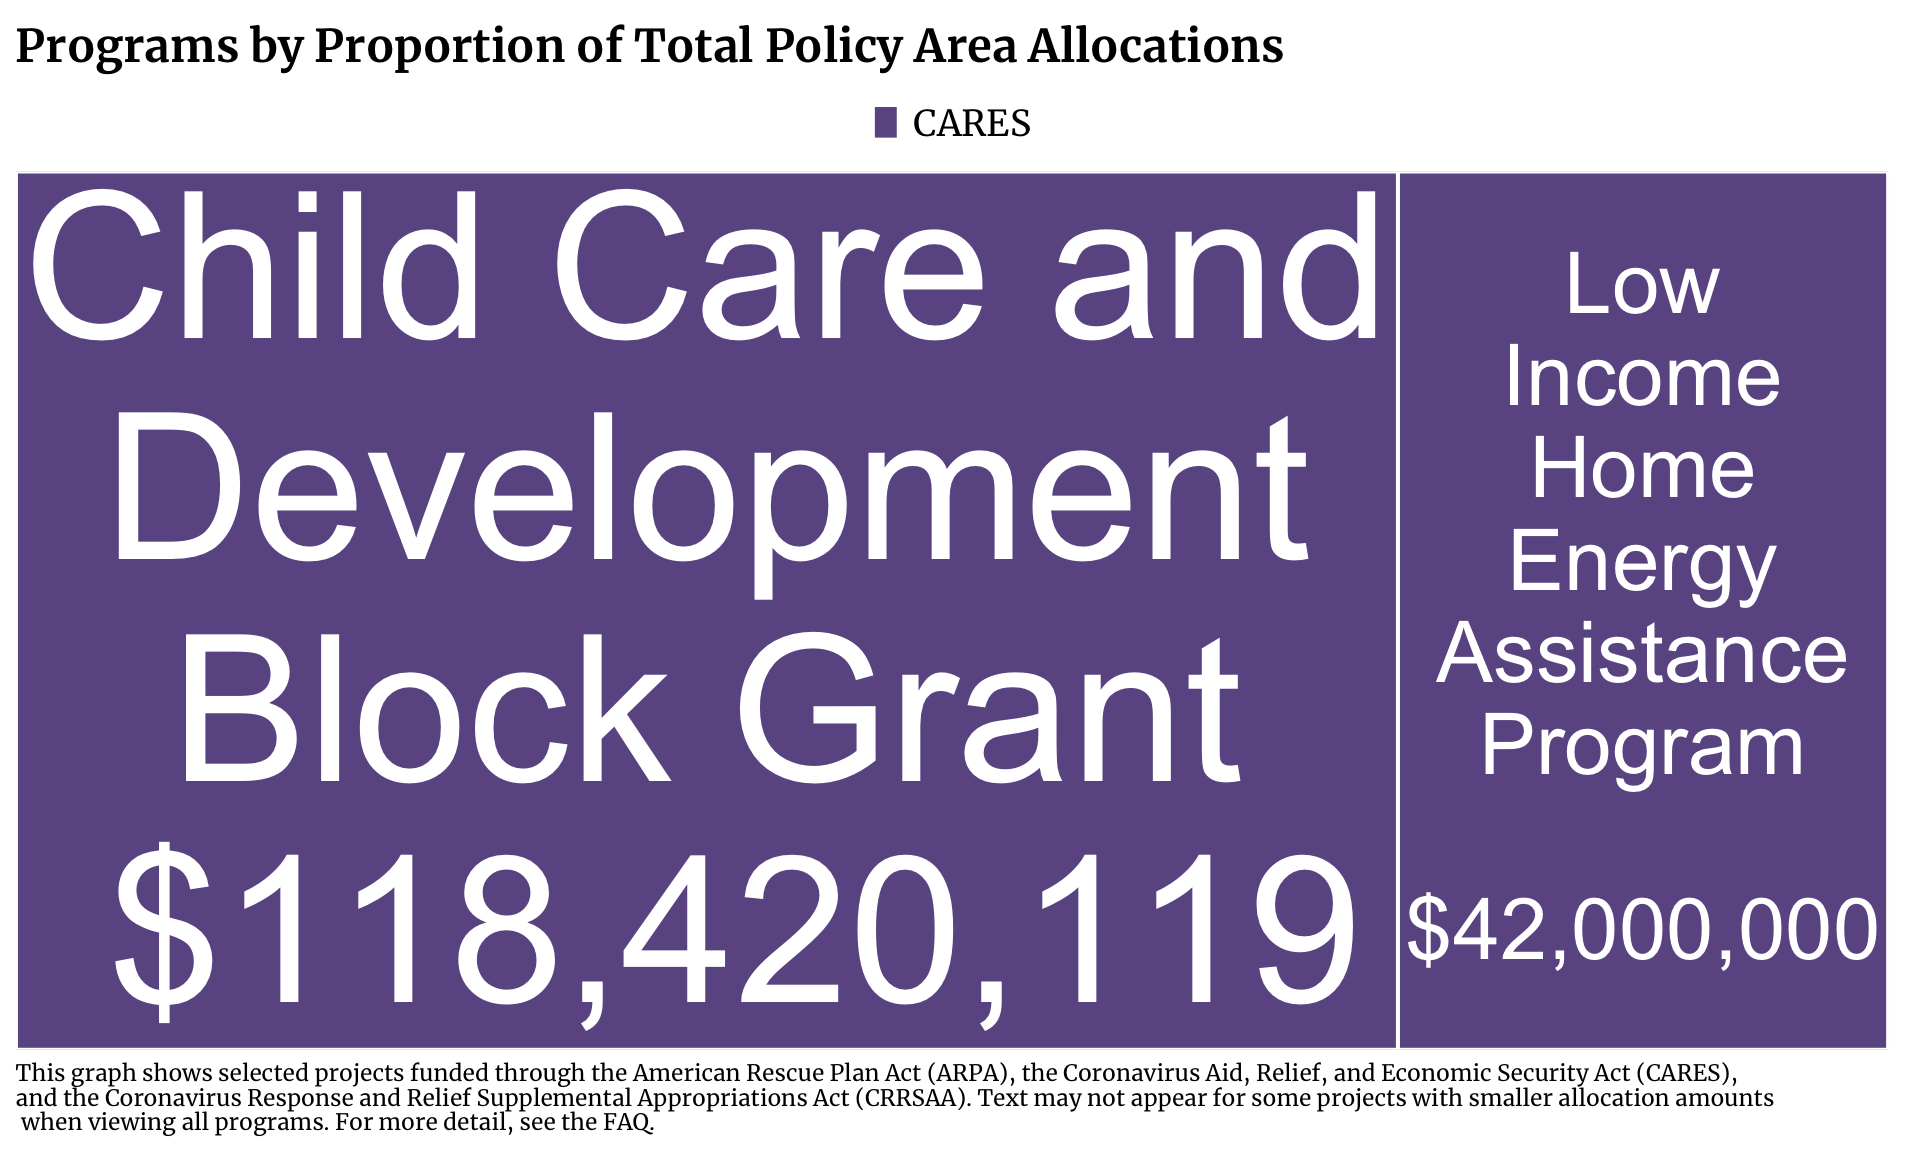 Programs by Proportion of Total Policy Area Allocations
CARES
Child Care and
Development
Block Grant
$118,420,119
Low
Income
Home
Energy
Assistance
Program
$42,000,000
This graph shows selected projects funded through the American Rescue Plan Act (ARPA), the Coronavirus Aid, Relief, and Economic Security Act (CARES),
and the Coronavirus Response and Relief Supplemental Appropriations Act (CRRSAA). Text may not appear for some projects with smaller allocation amounts
when viewing all programs. For more detail, see the FAQ.